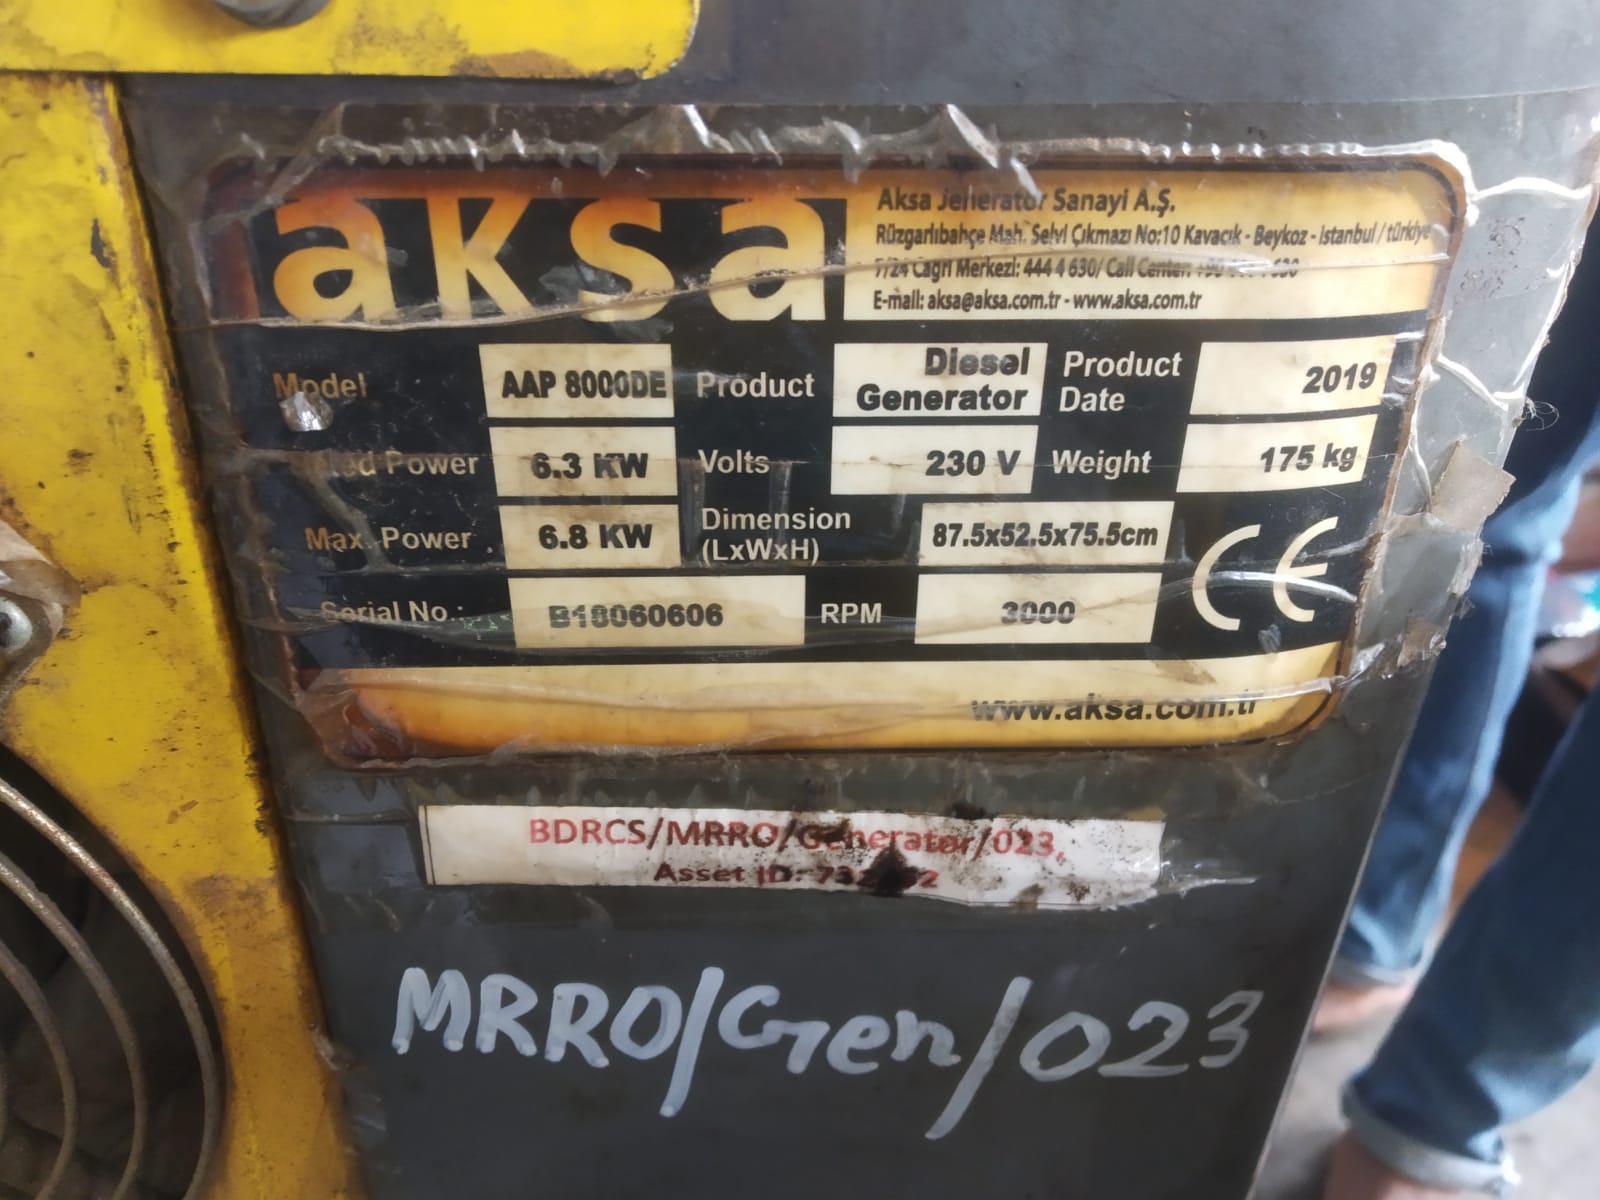 aksa
Aksa Jeneratör Sanayi A.Ş.
Rüzgarlıbahçe Mah. Selvi Çıkmazı No:10 Kavacık - Beykoz - Istanbul / türkiye
7/24 Çağrı Merkezi: 444 4 630/ Call Center: +90
E-mail: aksa@aksa.com.tr - www.aksa.com.tr
Model AAP 8000DE Product Diesel Generator Product Date 2019
Rated Power 6.3 KW Volts 230 V Weight 175 kg
Max. Power 6.8 KW Dimension (LxWxH) 87.5x52.5x75.5cm
Serial No.: B18060606 RPM 3000 CE
www.aksa.com.tr
BDRCS/MRRO/Generator/023,
Asset ID:
MRRO/Gen/023